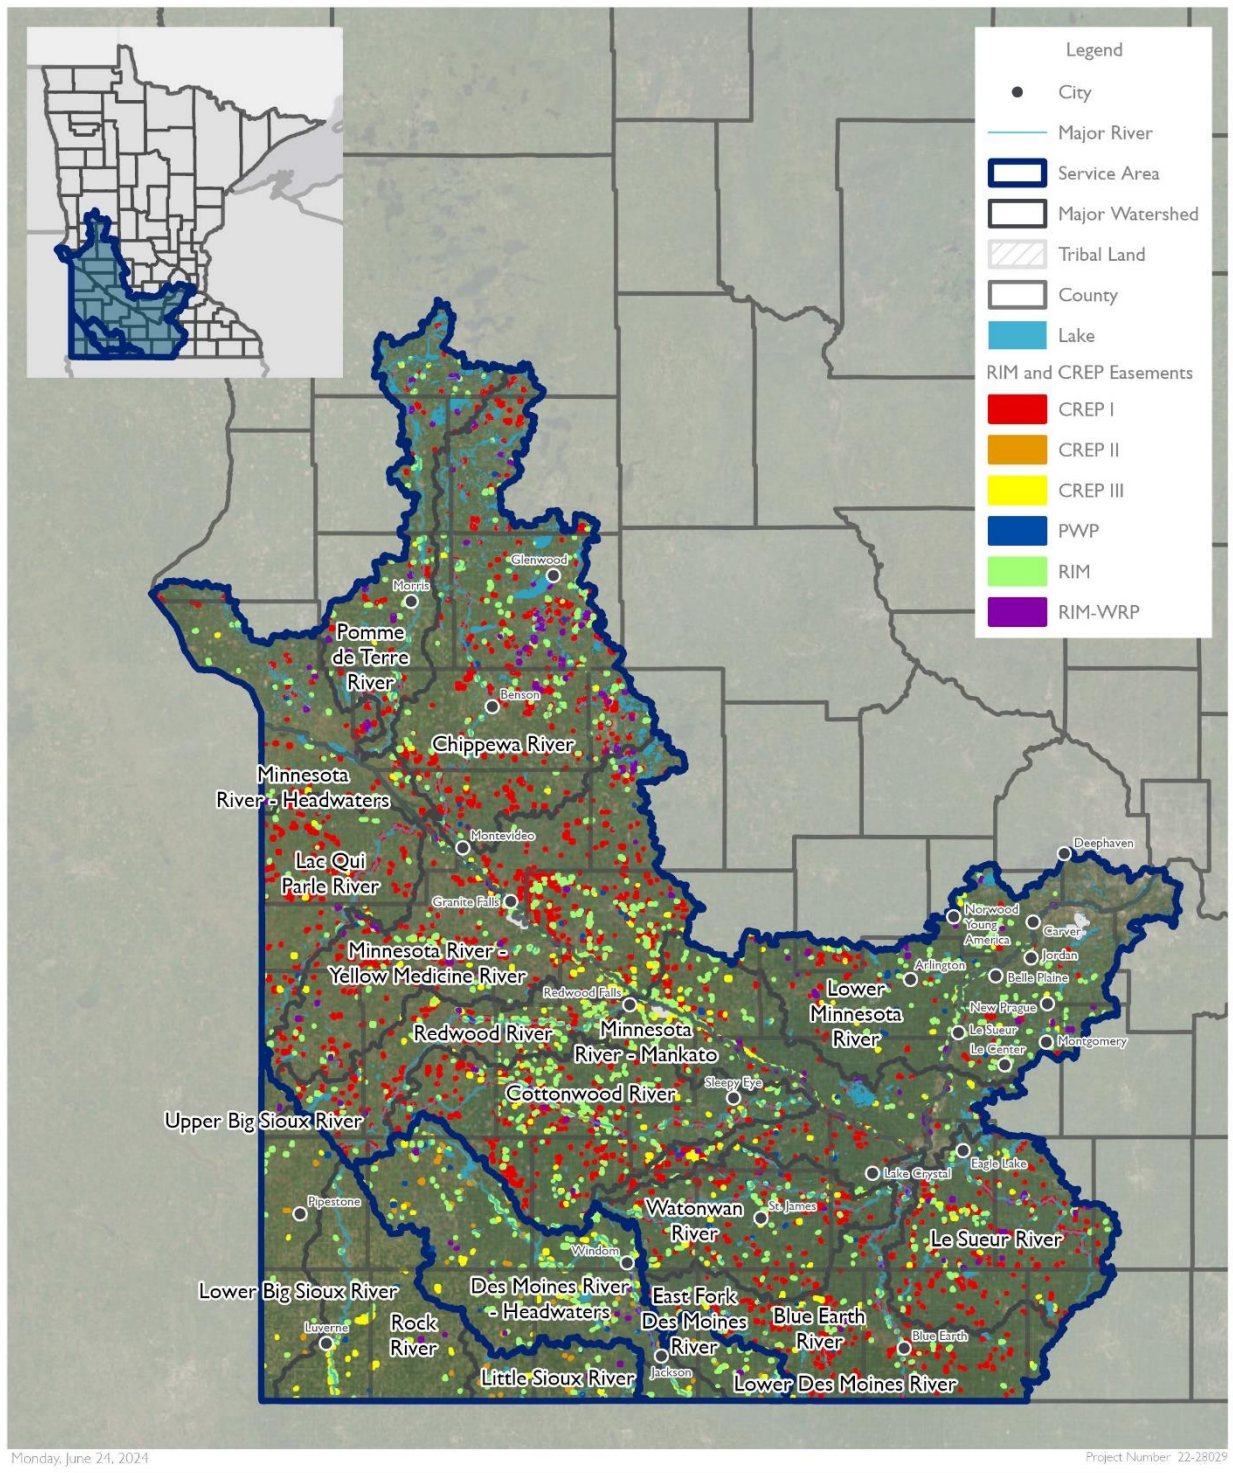 Legend
City
Major River
Service Area
Major Watershed
Tribal Land
County
Lake
RIM and CREP Easements
CREP I
CREP II
CREP III
PWP
RIM
RIM-WRP
Glenwood
Morris
Pomme
de Terre
River
Benson
Chippewa River
Minnesota
River - Headwaters
Montevideo
Deephaven
Lac Qui
Parle River
Granite Falls
Norwood
Young
America
Carver
Minnesota River -
Yellow Medicine River
Jordan
Arlington
Belle Plaine
Redwood Falls
Lower
Minnesota
River
New Prague
Redwood River
Minnesota
River - Mankato
Le Sueur
Montgomery
Le Center
Sleepy Eye
Cottonwood River
Upper Big Sioux River
Eagle Lake
Lake Crystal
Pipestone
Watonwan
River
St. James
Le Sueur River
Windom
Lower Big Sioux River
Des Moines River
- Headwaters
East Fork
Des Moines
River
Blue Earth
River
Rock
River
Luverne
Blue Earth
Jackson
Little Sioux River
Lower Des Moines River
Monday, June 24, 2024
Project Number 22-28029